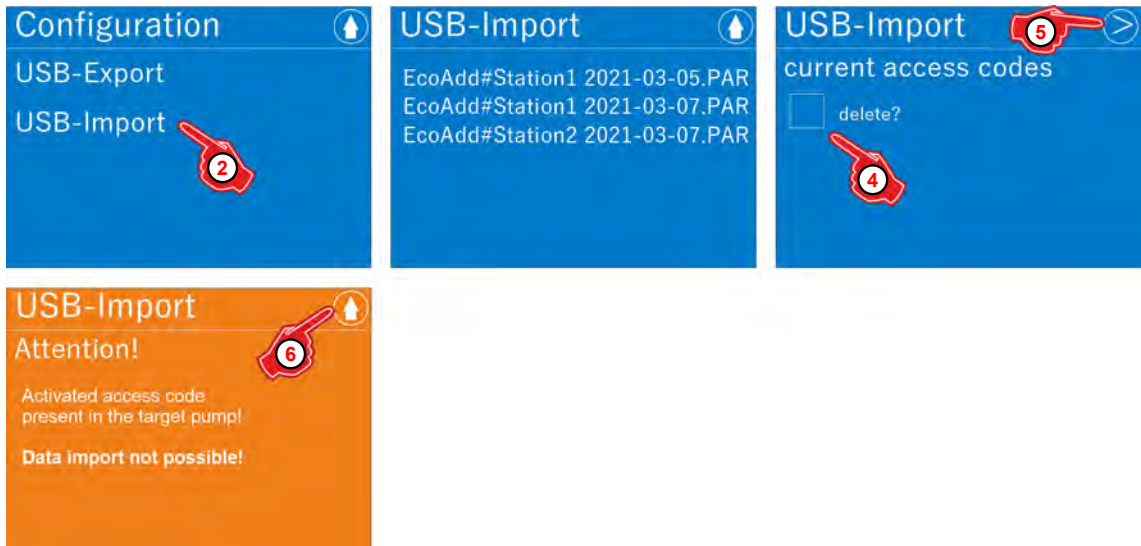 Configuration
USB-Export
USB-Import
2
USB-Import
EcoAdd#Station1 2021-03-05.PAR
EcoAdd#Station1 2021-03-07.PAR
EcoAdd#Station2 2021-03-07.PAR
USB-Import
5
>
current access codes
delete?
4
USB-Import
Attention!
6
Activated access code
present in the target pump!
Data import not possible!